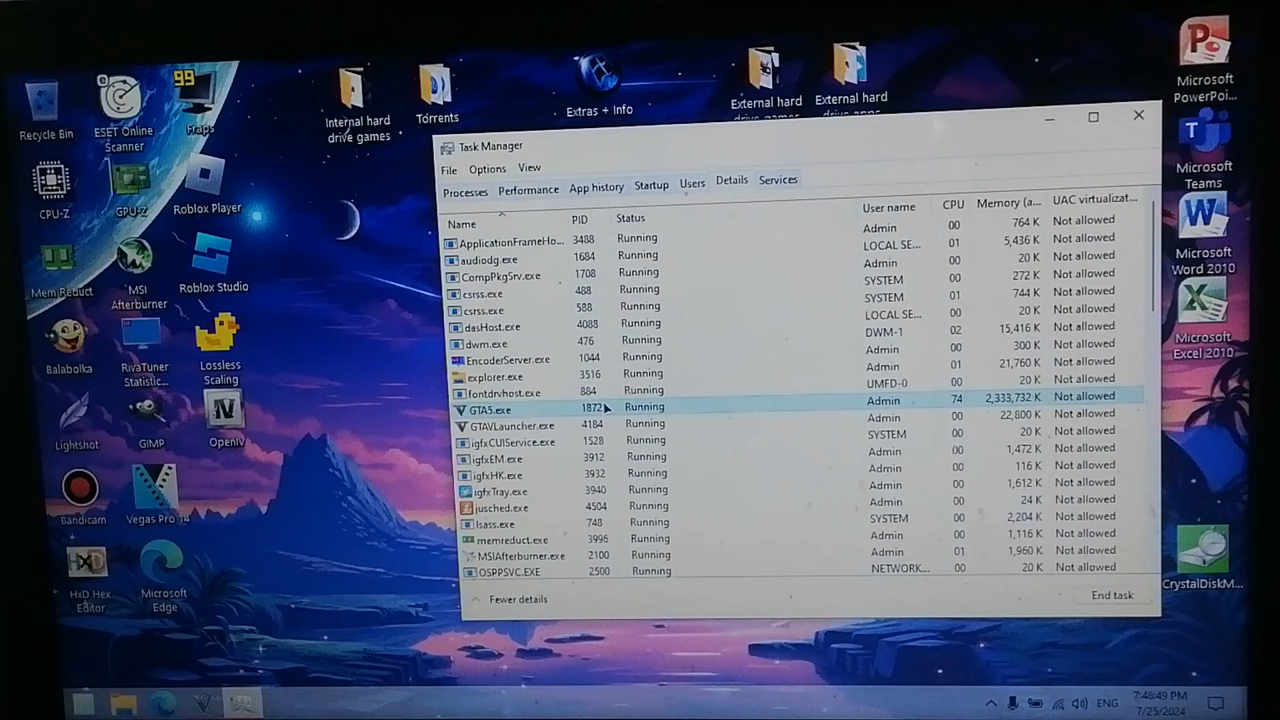 Recycle Bin
ESET Online
Scanner
99
Fraps
Internal hard
drive games
Torrents
Extras + Info
External hard
drive games
External hard
drive apps
P
Microsoft
PowerPoi...
CPU-Z
GPU-Z
Roblox Player
T
Microsoft
Teams
Mem Reduct
MSI
Afterburner
Roblox Studio
W
Microsoft
Word 2010
Balabolka
RivaTuner
Statistic...
Lossless
Scaling
X
Microsoft
Excel 2010
Lightshot
GIMP
N
OpenIV
Bandicam
Vegas Pro 14
HxD
HxD Hex
Editor
Microsoft
Edge
CrystalDiskM...
Task Manager
File Options View
Processes Performance App history Startup Users Details Services
Name PID Status User name CPU Memory (a... UAC virtualizat...
ApplicationFrameHo... 3488 Running Admin 00 764 K Not allowed
audiodg.exe 1684 Running LOCAL SE... 01 5,436 K Not allowed
CompPkgSrv.exe 1708 Running Admin 00 20 K Not allowed
csrss.exe 488 Running SYSTEM 00 272 K Not allowed
csrss.exe 588 Running SYSTEM 01 744 K Not allowed
dasHost.exe 4088 Running LOCAL SE... 00 20 K Not allowed
dwm.exe 476 Running DWM-1 02 15,416 K Not allowed
EncoderServer.exe 1044 Running Admin 00 300 K Not allowed
explorer.exe 3516 Running Admin 01 21,760 K Not allowed
fontdrvhost.exe 884 Running UMFD-0 00 20 K Not allowed
GTA5.exe 1872 Running Admin 74 2,333,732 K Not allowed
GTAVLauncher.exe 4184 Running Admin 00 22,800 K Not allowed
igfxCUIService.exe 1528 Running SYSTEM 00 20 K Not allowed
igfxEM.exe 3912 Running Admin 00 1,472 K Not allowed
igfxHK.exe 3932 Running Admin 00 116 K Not allowed
igfxTray.exe 3940 Running Admin 00 1,612 K Not allowed
jusched.exe 4504 Running Admin 00 24 K Not allowed
lsass.exe 748 Running SYSTEM 00 2,204 K Not allowed
memreduct.exe 3996 Running Admin 00 1,116 K Not allowed
MSIAfterburner.exe 2100 Running Admin 01 1,960 K Not allowed
OSPPSVC.EXE 2500 Running NETWORK... 00 20 K Not allowed
Fewer details
End task
ENG
7:46:49 PM
7/25/2024